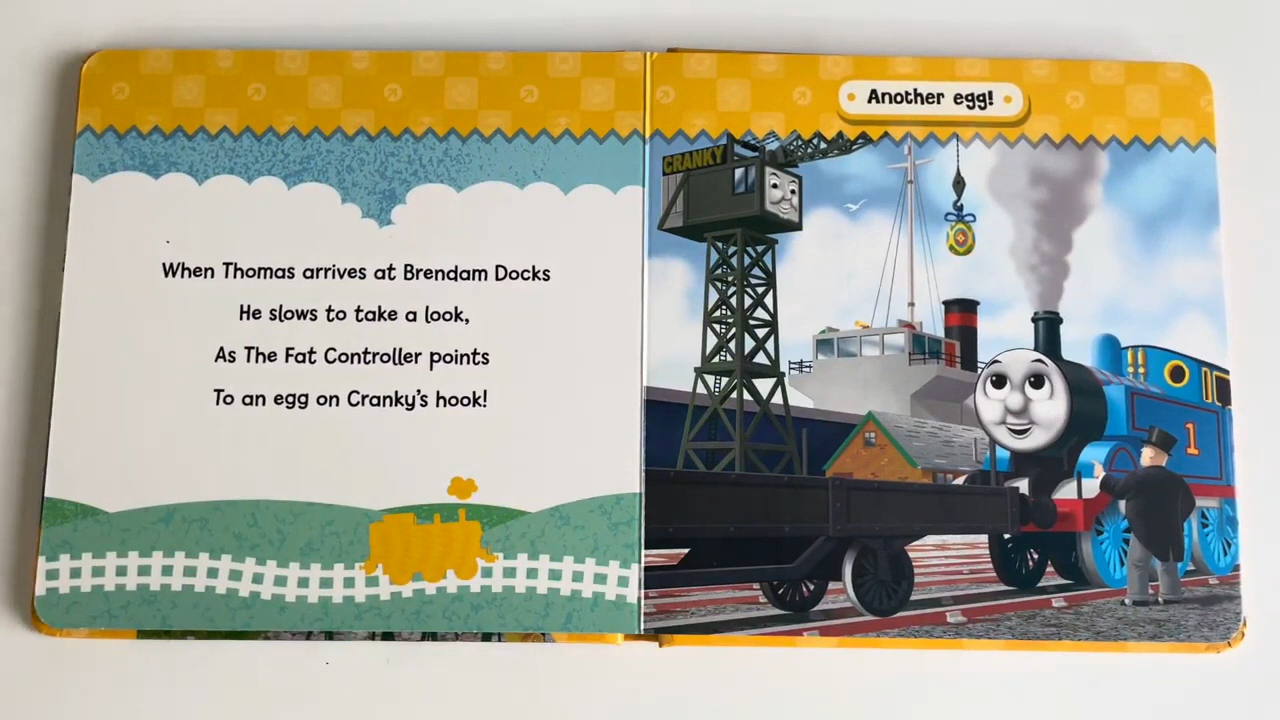 When Thomas arrives at Brendam Docks
He slows to take a look,
As The Fat Controller points
To an egg on Cranky's hook!
Another egg!
CRANKY
1